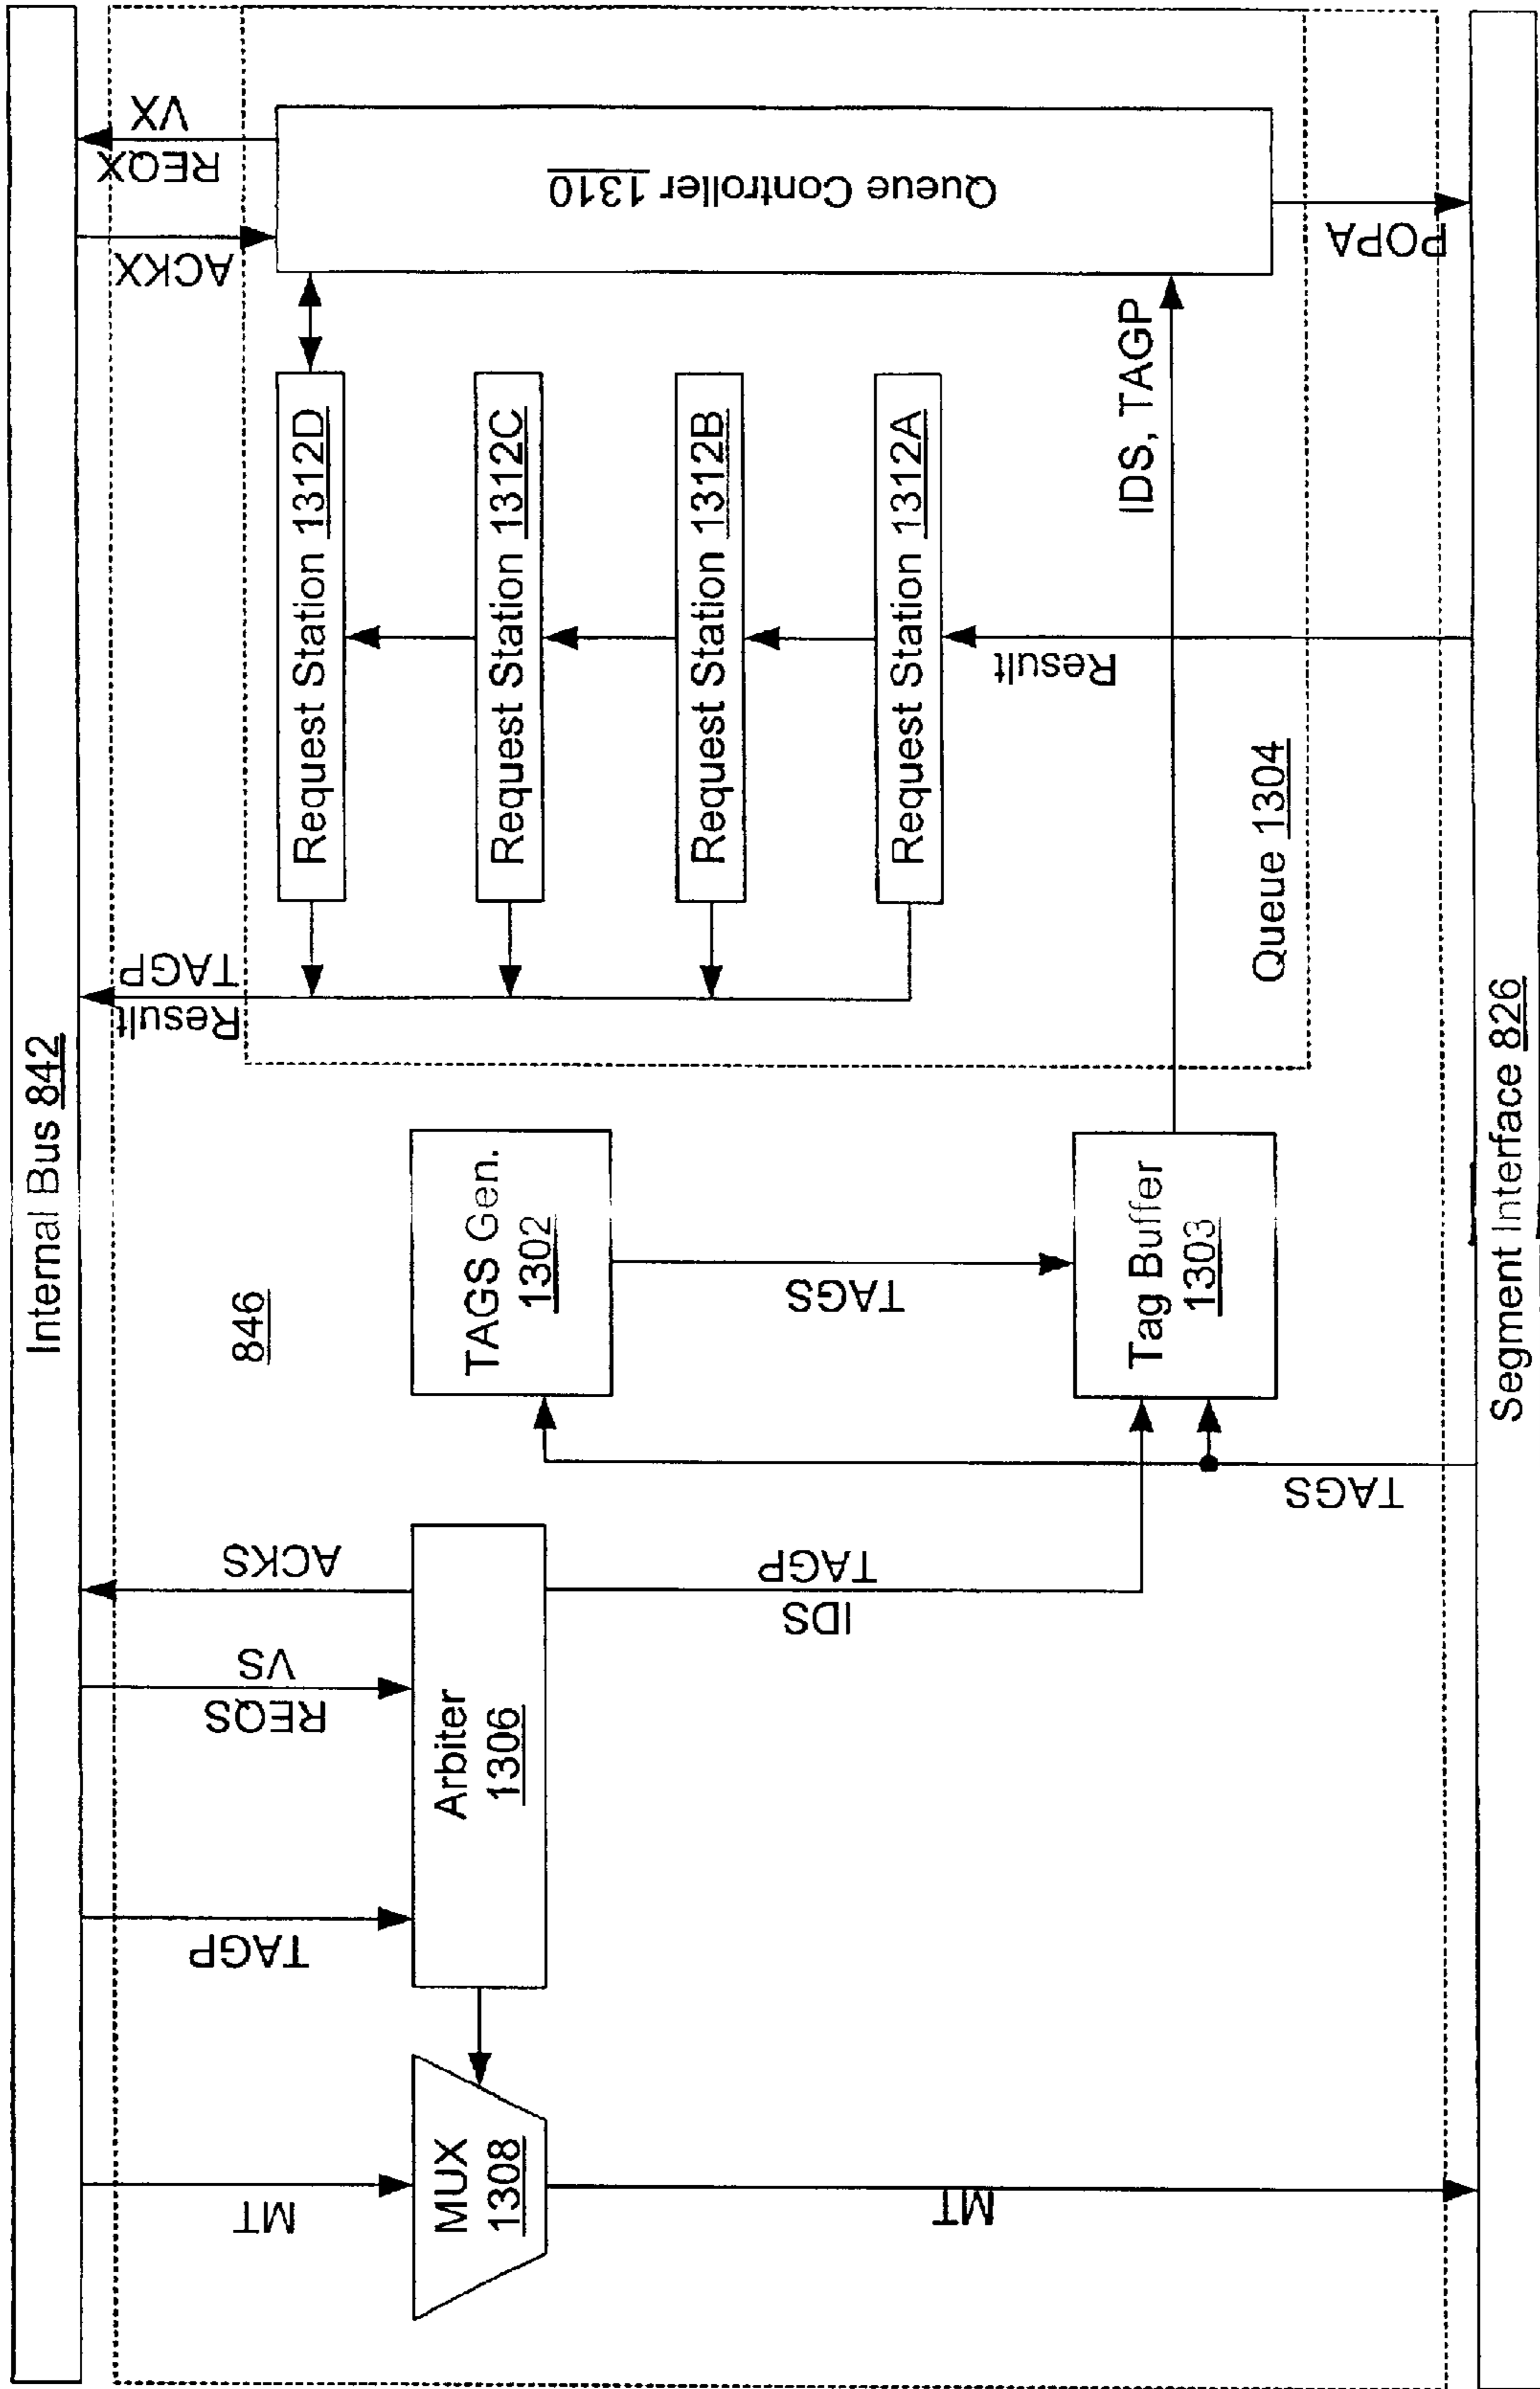 Internal Bus 842
846
MT
TAGP
REQS
VS
ACKS
Result
TAGP
ACKX
REQX
VX
MUX
1308
Arbiter
1306
TAGS Gen.
1302
Request Station 1312D
Request Station 1312C
Request Station 1312B
Request Station 1312A
Queue Controller 1310
IDS
TAGP
TAGS
Tag Buffer
1303
IDS, TAGP
Result
Queue 1304
MT
TAGS
POPA
Segment Interface 826